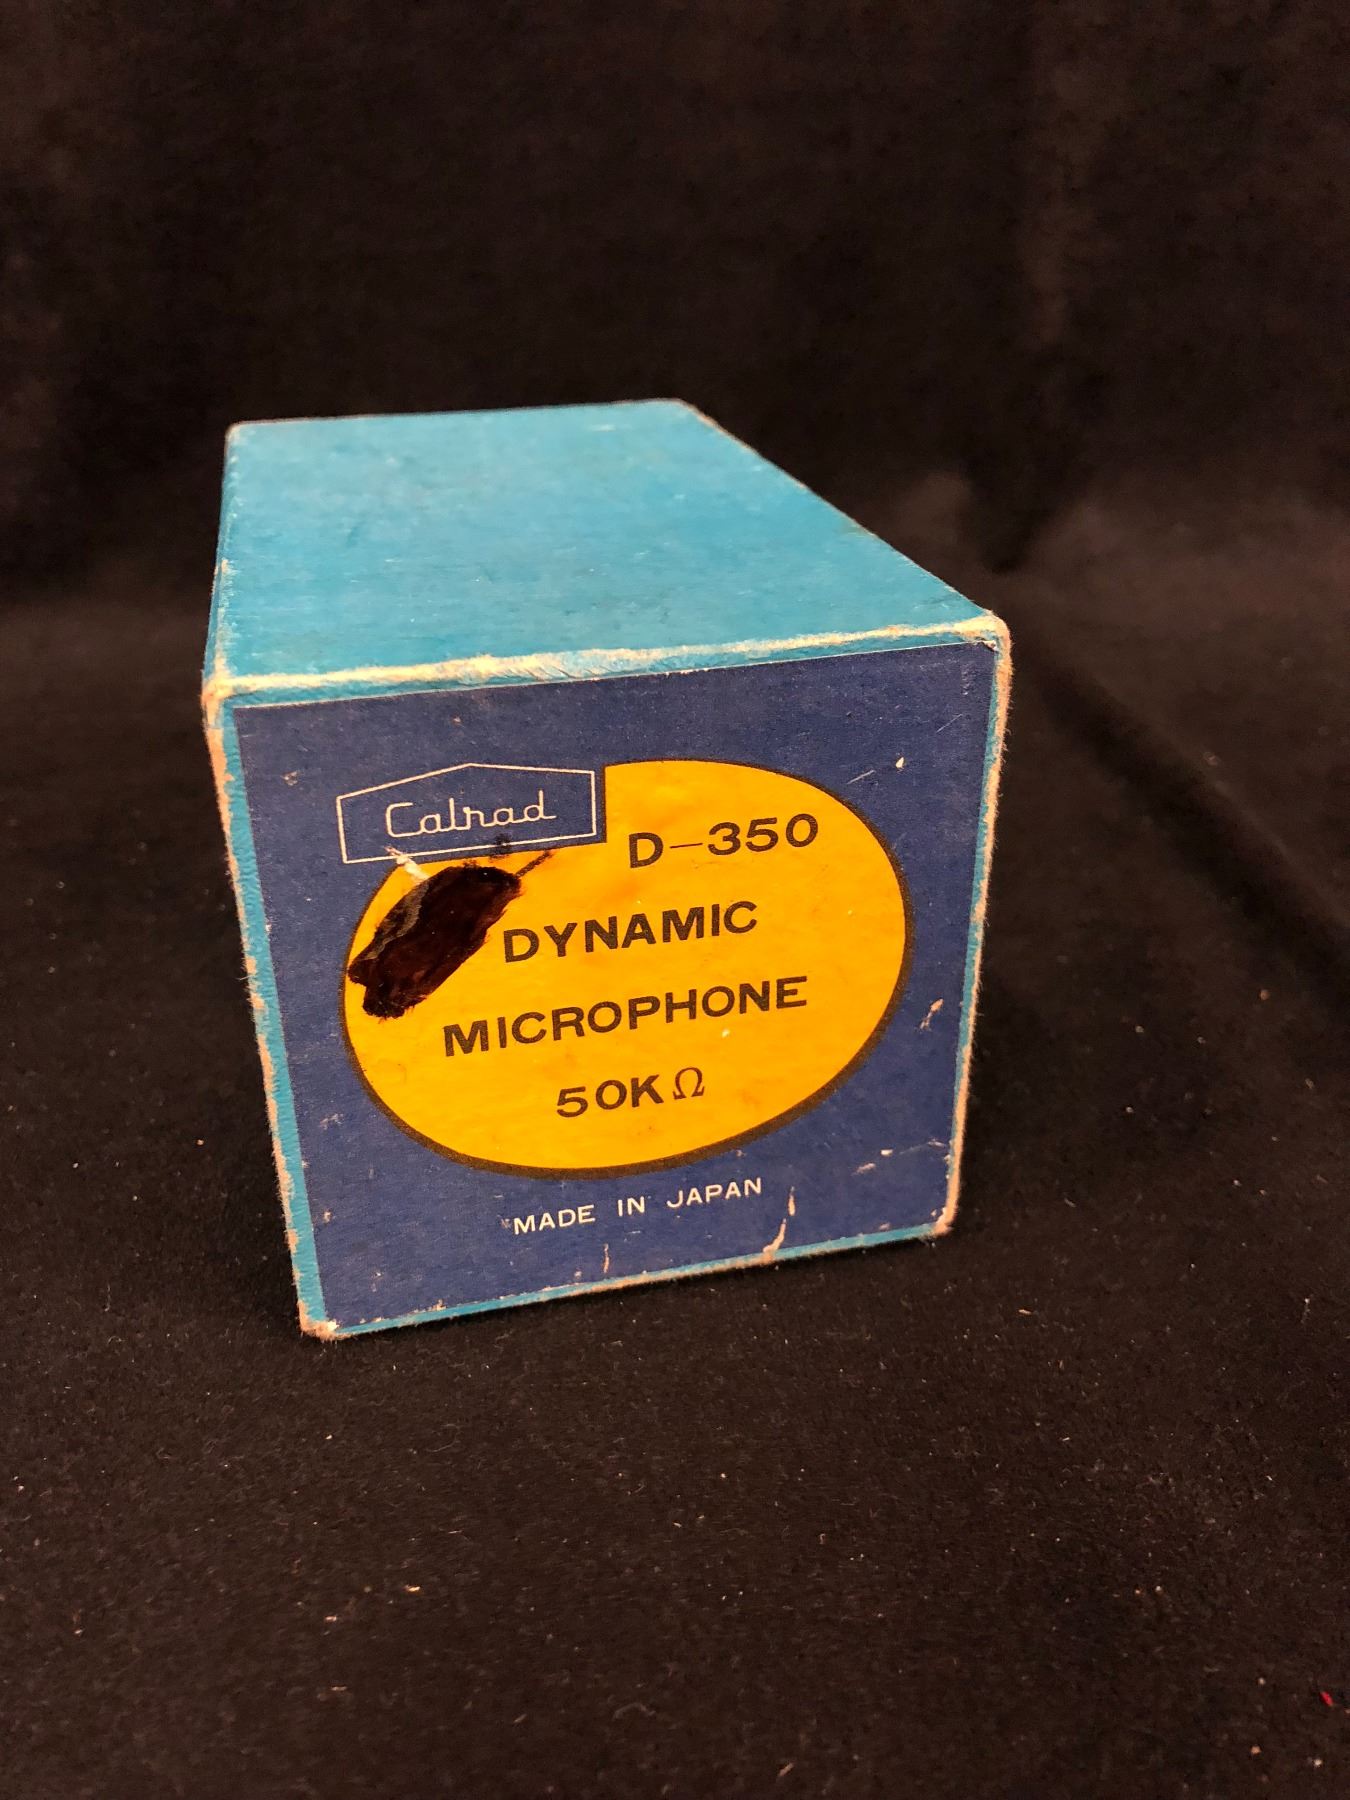 Calrad
D-350
DYNAMIC
MICROPHONE
50KΩ
MADE IN JAPAN